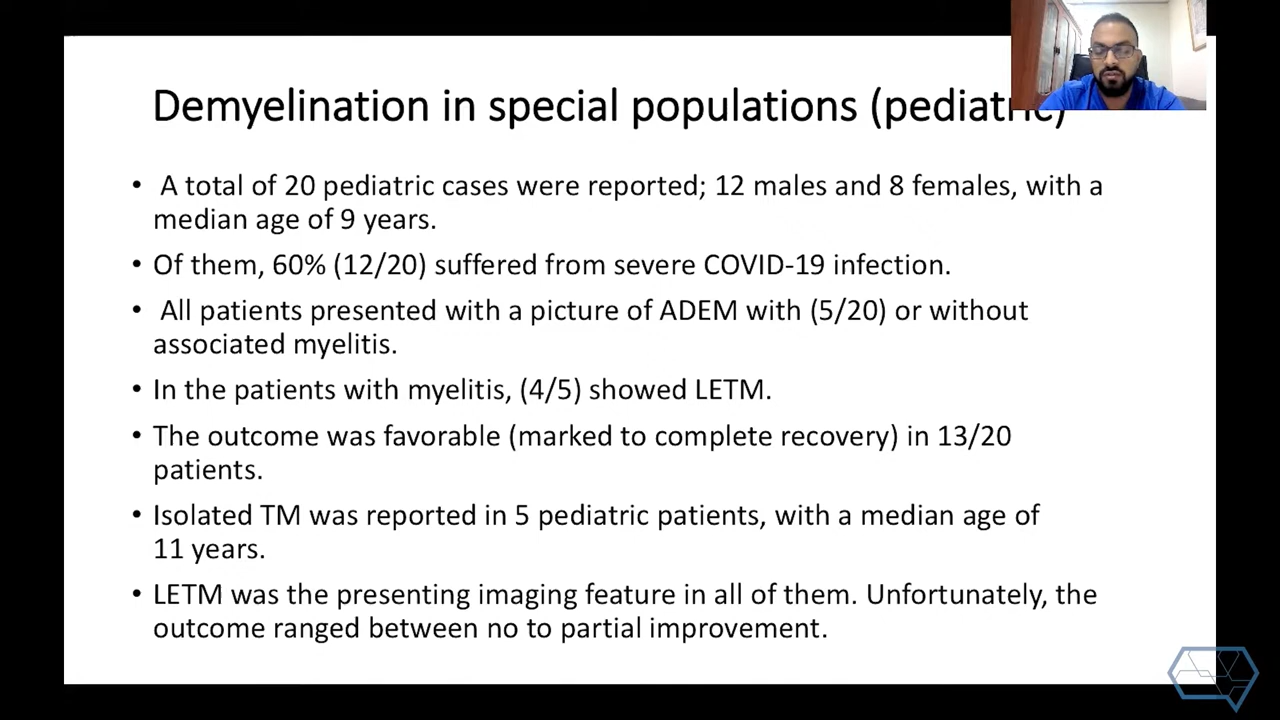 Demyelination in special populations (pediatric)
• A total of 20 pediatric cases were reported; 12 males and 8 females, with a
median age of 9 years.
• Of them, 60% (12/20) suffered from severe COVID-19 infection.
• All patients presented with a picture of ADEM with (5/20) or without
associated myelitis.
• In the patients with myelitis, (4/5) showed LETM.
• The outcome was favorable (marked to complete recovery) in 13/20
patients.
• Isolated TM was reported in 5 pediatric patients, with a median age of
11 years.
• LETM was the presenting imaging feature in all of them. Unfortunately, the
outcome ranged between no to partial improvement.